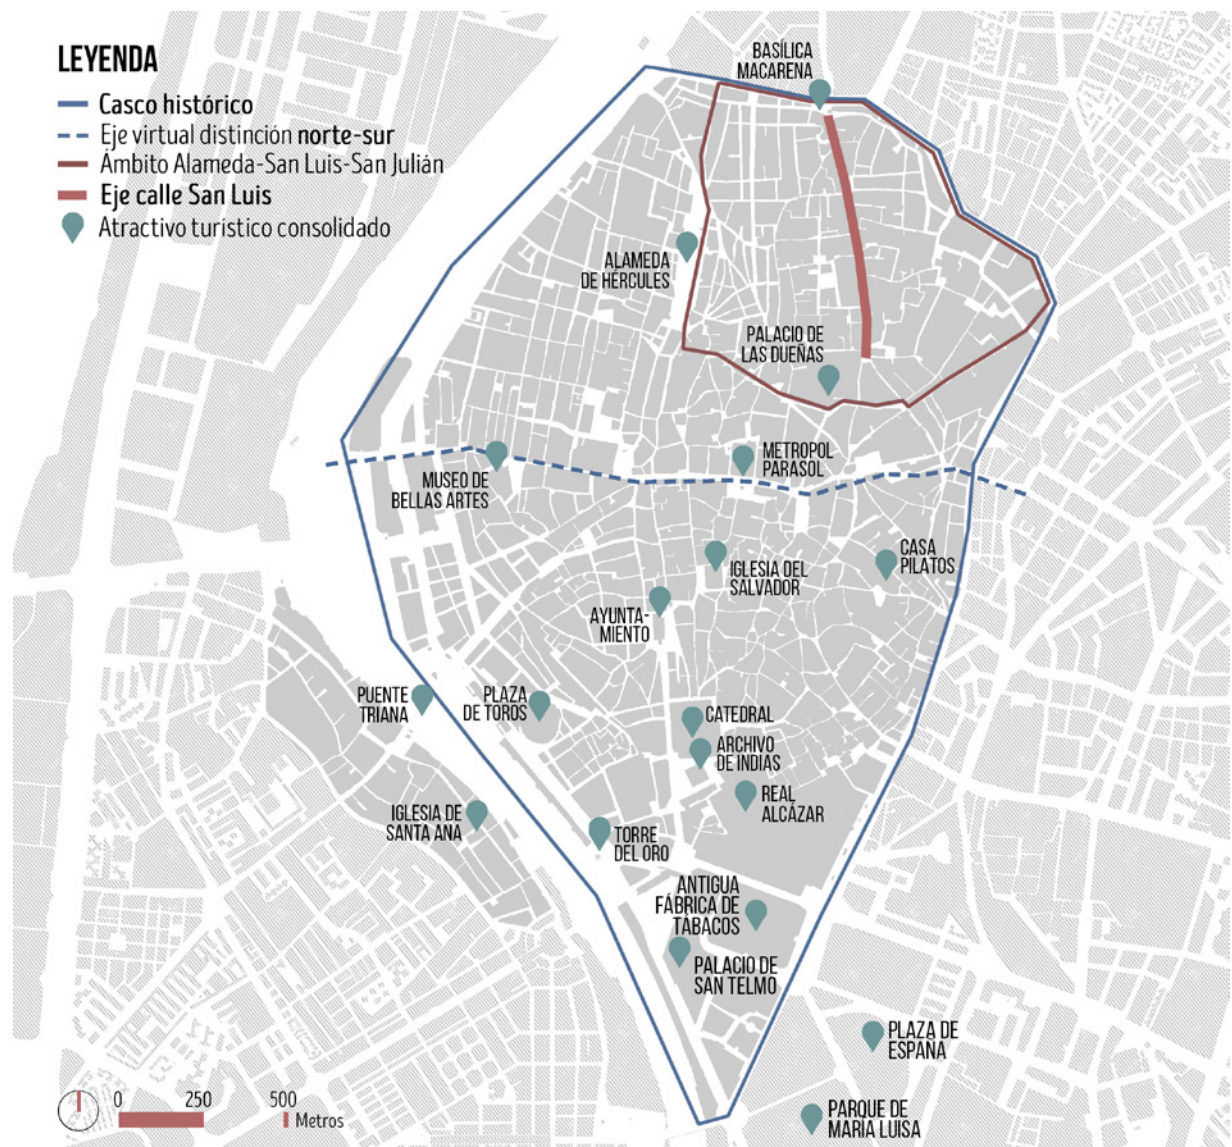 LEYENDA
Casco histórico
Eje virtual distinción norte-sur
Ámbito Alameda-San Luis-San Julián
Eje calle San Luis
Atractivo turístico consolidado
BASÍLICA
MACARENA
ALAMEDA
DE HÉRCULES
PALACIO DE
LAS DUEÑAS
METROPOL
PARASOL
MUSEO DE
BELLAS ARTES
IGLESIA DEL
SALVADOR
CASA
PILATOS
AYUNTA-
MIENTO
PUENTE
TRIANA
PLAZA
DE TOROS
CATEDRAL
ARCHIVO
DE INDIAS
REAL
ALCÁZAR
IGLESIA DE
SANTA ANA
TORRE
DEL ORO
ANTIGUA
FÁBRICA DE
TÁBACOS
PALACIO DE
SAN TELMO
PLAZA DE
ESPAÑA
PARQUE DE
MARÍA LUISA
0 250 500
Metros